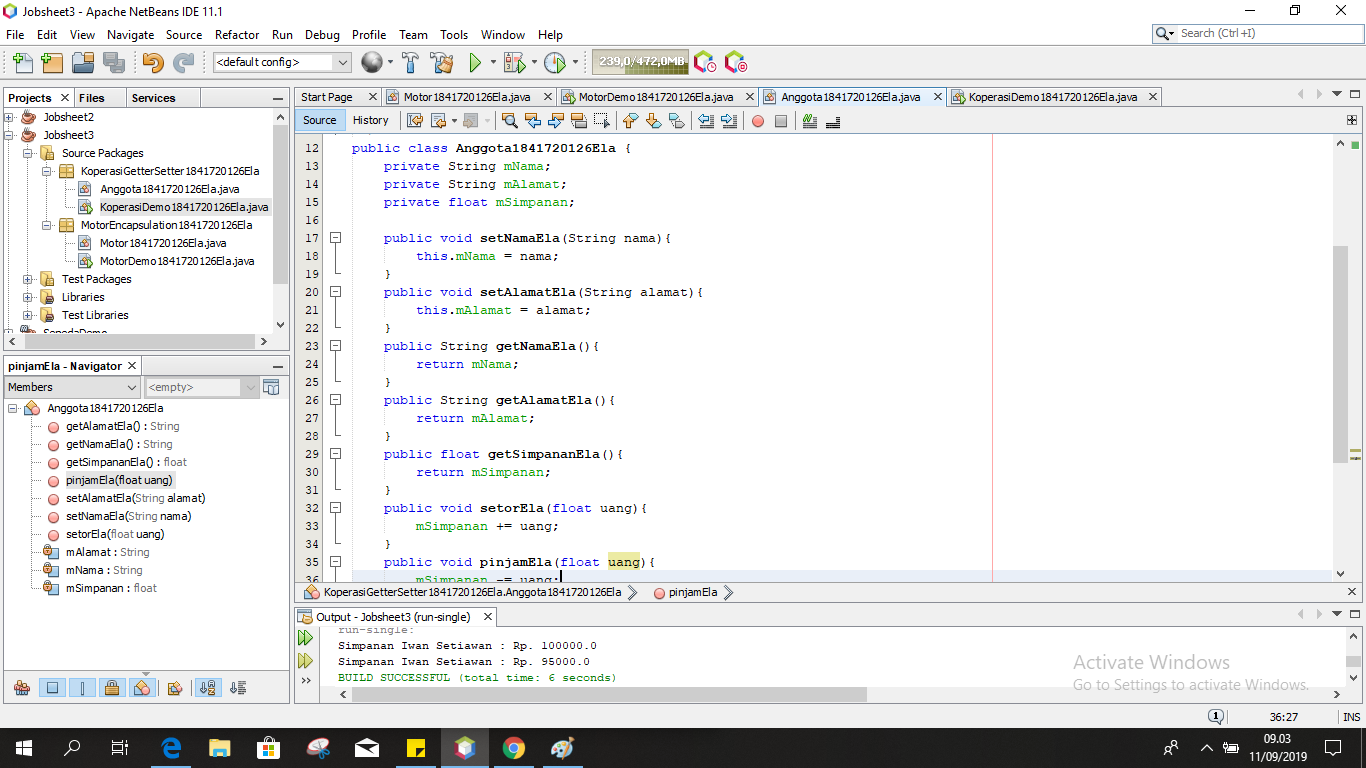 Jobsheet3 - Apache NetBeans IDE 11.1
File Edit View Navigate Source Refactor Run Debug Profile Team Tools Window Help
Search (Ctrl+I)
<default config>
239,0/472,0MB
Projects Files Services
Jobsheet2
Jobsheet3
Source Packages
KoperasiGetterSetter1841720126Ela
Anggota1841720126Ela.java
KoperasiDemo1841720126Ela.java
MotorEncapsulation1841720126Ela
Motor1841720126Ela.java
MotorDemo1841720126Ela.java
Test Packages
Libraries
Test Libraries
SepedaDemo
pinjamEla - Navigator
Members <empty>
Anggota1841720126Ela
getAlamatEla() : String
getNamaEla() : String
getSimpananEla() : float
pinjamEla(float uang)
setAlamatEla(String alamat)
setNamaEla(String nama)
setorEla(float uang)
mAlamat : String
mNama : String
mSimpanan : float
Start Page Motor1841720126Ela.java MotorDemo1841720126Ela.java Anggota1841720126Ela.java KoperasiDemo1841720126Ela.java
Source History
12 public class Anggota1841720126Ela {
13 private String mNama;
14 private String mAlamat;
15 private float mSimpanan;
16
17 public void setNamaEla(String nama){
18 this.mNama = nama;
19 }
20 public void setAlamatEla(String alamat){
21 this.mAlamat = alamat;
22 }
23 public String getNamaEla(){
24 return mNama;
25 }
26 public String getAlamatEla(){
27 return mAlamat;
28 }
29 public float getSimpananEla(){
30 return mSimpanan;
31 }
32 public void setorEla(float uang){
33 mSimpanan += uang;
34 }
35 public void pinjamEla(float uang){
36 mSimpanan -= uang;
KoperasiGetterSetter1841720126Ela.Anggota1841720126Ela pinjamEla
Output - Jobsheet3 (run-single)
run-single:
Simpanan Iwan Setiawan : Rp. 100000.0
Simpanan Iwan Setiawan : Rp. 95000.0
BUILD SUCCESSFUL (total time: 6 seconds)
Activate Windows
Go to Settings to activate Windows.
1 36:27 INS
09.03
11/09/2019